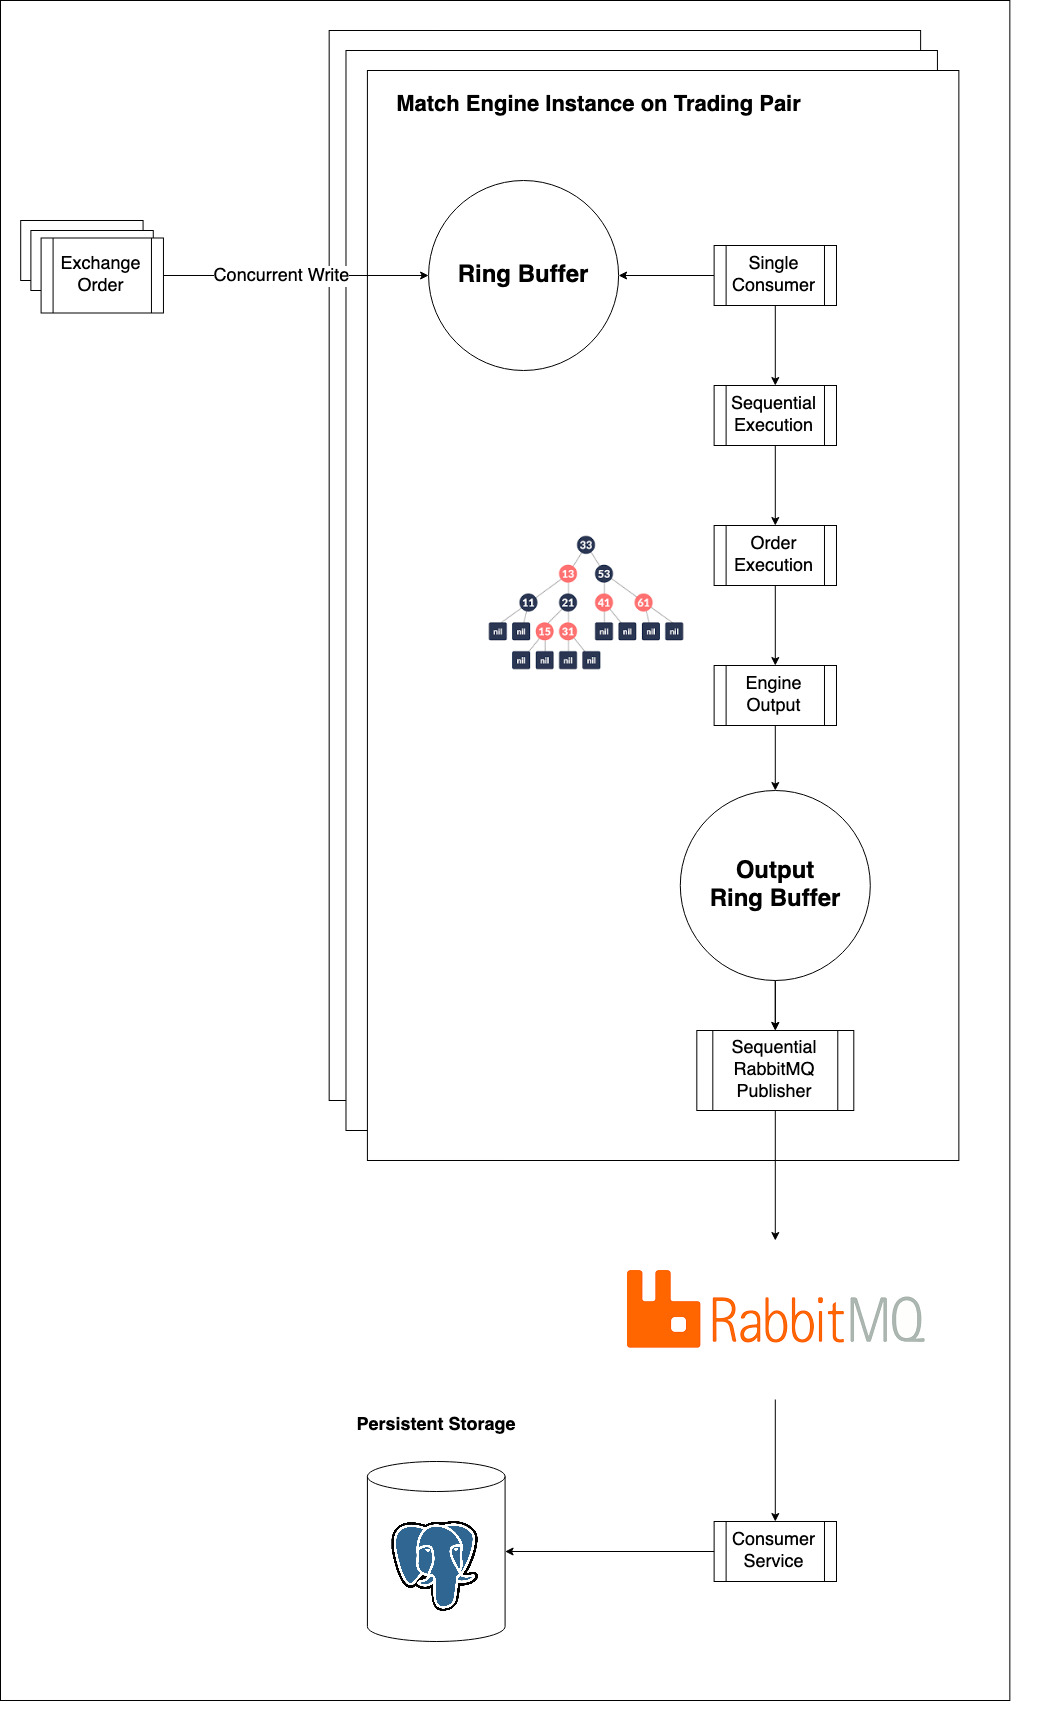 Match Engine Instance on Trading Pair
Exchange
Order
Concurrent Write
Ring Buffer
Single
Consumer
Sequential
Execution
Order
Execution
33
13 53
11 21 41 61
nil nil 15 31 nil nil nil nil
nil nil nil nil
Engine
Output
Output
Ring Buffer
Sequential
RabbitMQ
Publisher
RabbitMQ
Persistent Storage
Consumer
Service